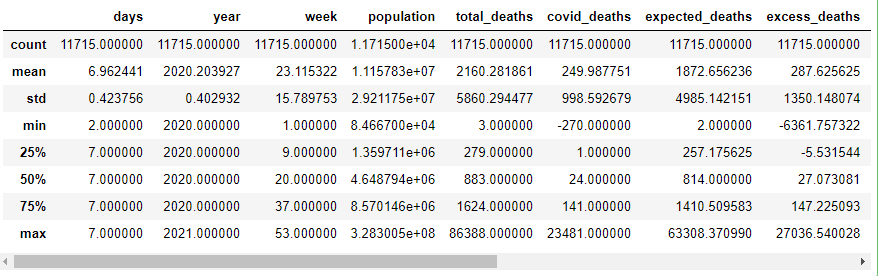 days year week population total_deaths covid_deaths expected_deaths excess_deaths
count 11715.000000 11715.000000 11715.000000 1.171500e+04 11715.000000 11715.000000 11715.000000 11715.000000
mean 6.962441 2020.203927 23.115322 1.115783e+07 2160.281861 249.987751 1872.656236 287.625625
std 0.423756 0.402932 15.789753 2.921175e+07 5860.294477 998.592679 4985.142151 1350.148074
min 2.000000 2020.000000 1.000000 8.466700e+04 3.000000 -270.000000 2.000000 -6361.757322
25% 7.000000 2020.000000 9.000000 1.359711e+06 279.000000 1.000000 257.175625 -5.531544
50% 7.000000 2020.000000 20.000000 4.648794e+06 883.000000 24.000000 814.000000 27.073081
75% 7.000000 2020.000000 37.000000 8.570146e+06 1624.000000 141.000000 1410.509583 147.225093
max 7.000000 2021.000000 53.000000 3.283005e+08 86388.000000 23481.000000 63308.370990 27036.540028